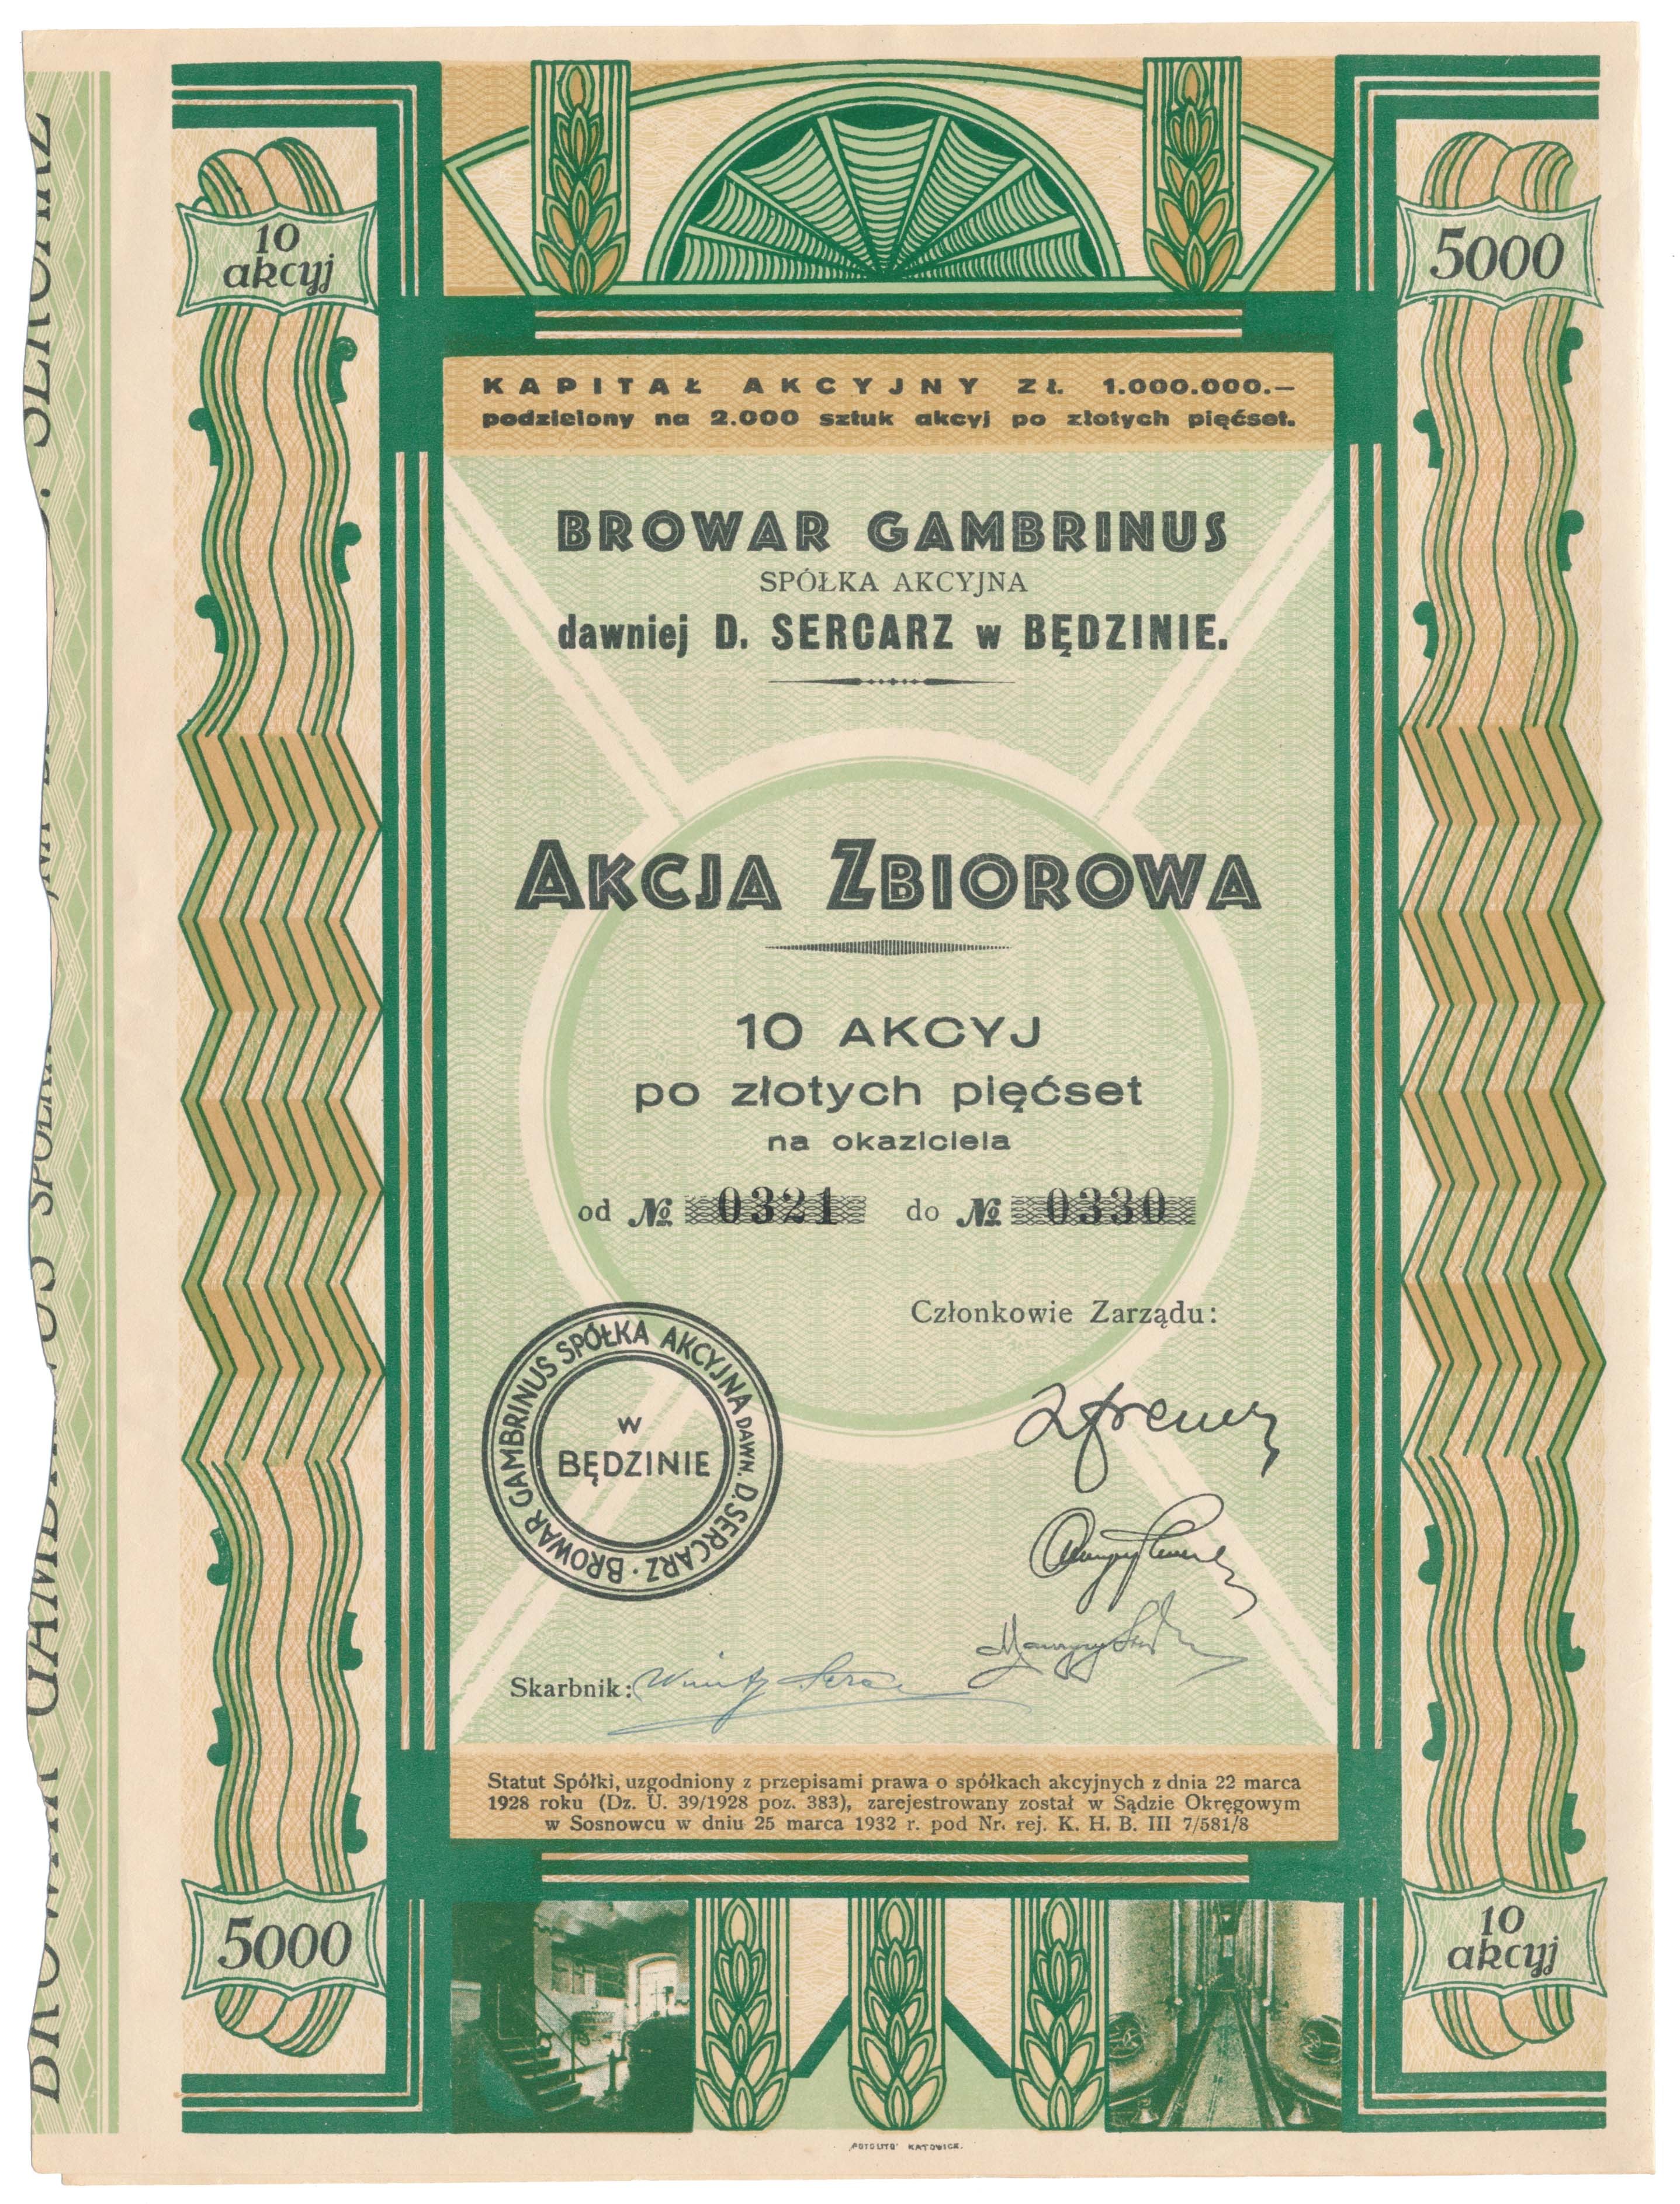 10
akcyj
5000
KAPITAŁ AKCYJNY ZŁ. 1.000.000.—
podzielony na 2.000 sztuk akcyj po złotych pięćset.
BROWAR GAMBRINUS
SPÓŁKA AKCYJNA
dawniej D. SERCARZ w BĘDZINIE.
AKCJA ZBIOROWA
10 AKCYJ
po złotych pięćset
na okaziciela
od № 0321 do № 0330
Członkowie Zarządu:
BROWAR GAMBRINUS SPÓŁKA AKCYJNA DAWN. D. SERCARZ ·
W
BĘDZINIE
Skarbnik:
Statut Spółki, uzgodniony z przepisami prawa o spółkach akcyjnych z dnia 22 marca
1928 roku (Dz. U. 39/1928 poz. 383), zarejestrowany został w Sądzie Okręgowym
w Sosnowcu w dniu 25 marca 1932 r. pod Nr. rej. K. H. B. III 7/581/8
5000
10
akcyj
KATOWICE.